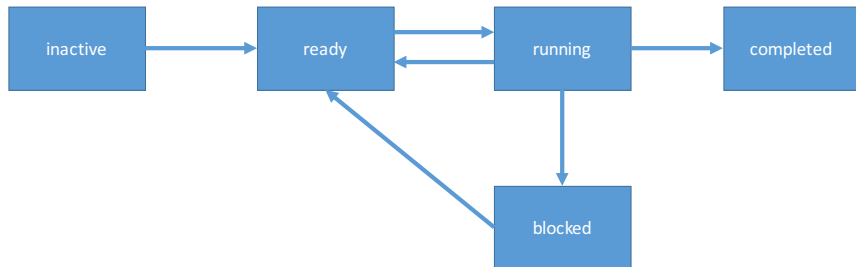 inactive
ready
running
completed
blocked